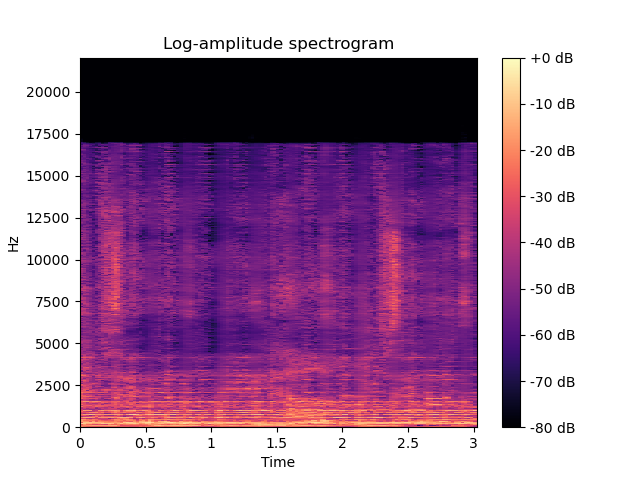 Log-amplitude spectrogram
Hz
20000
17500
15000
12500
10000
7500
5000
2500
0
0 0.5 1 1.5 2 2.5 3
Time
+0 dB
-10 dB
-20 dB
-30 dB
-40 dB
-50 dB
-60 dB
-70 dB
-80 dB